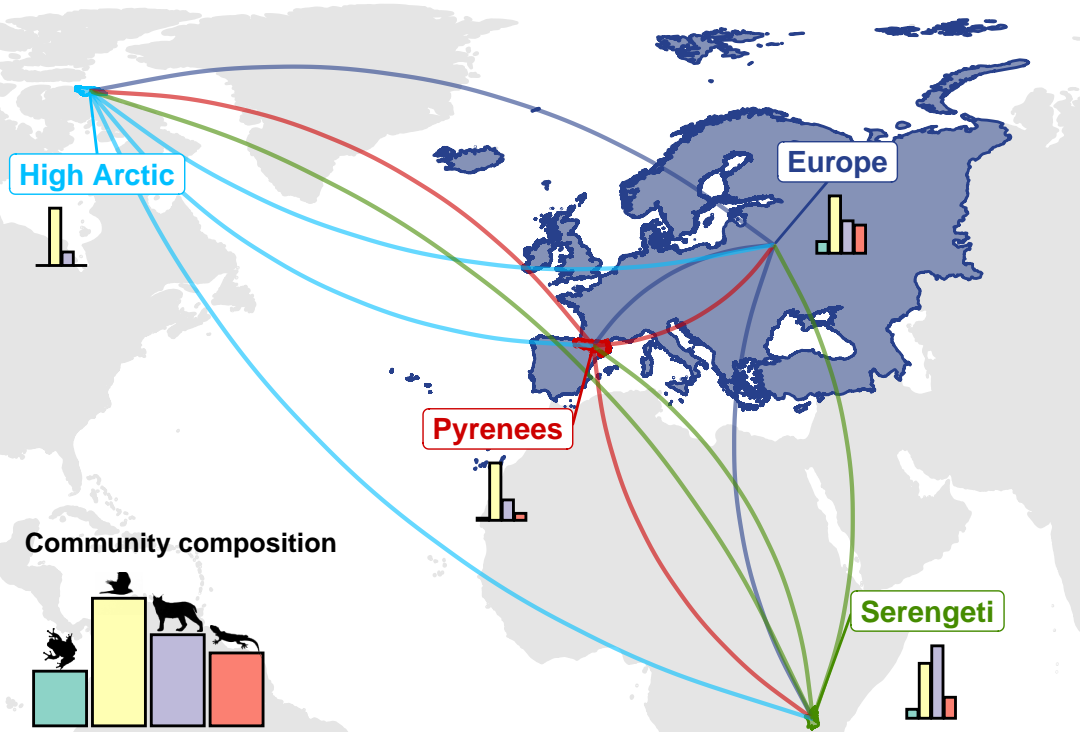 High Arctic
Europe
Pyrenees
Community composition
Serengeti